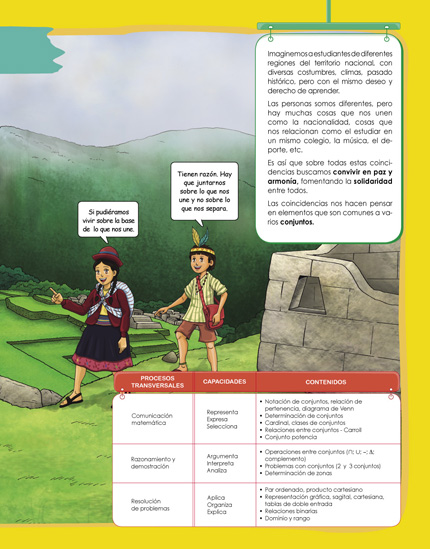 Imaginemos a estudiantes de diferentes
regiones del territorio nacional, con
diversas costumbres, climas, pasado
histórico, pero con el mismo deseo y
derecho de aprender.
Las personas somos diferentes, pero
hay muchas cosas que nos unen
como la nacionalidad, cosas que
nos relacionan como el estudiar en
un mismo colegio, la música, el de-
porte, etc.
Es así que sobre todas estas coinci-
dencias buscamos convivir en paz y
armonía, fomentando la solidaridad
entre todos.
Las coincidencias nos hacen pensar
en elementos que son comunes a va-
rios conjuntos.
Tienen razón. Hay
que juntarnos
sobre lo que nos
une y no sobre lo
que nos separa.
Si pudiéramos
vivir sobre la base
de lo que nos une.
PROCESOS
TRANSVERSALES
CAPACIDADES
CONTENIDOS
Comunicación
matemática
Representa
Expresa
Selecciona
• Notación de conjuntos, relación de
pertenencia, diagrama de Venn
• Determinación de conjuntos
• Cardinal, clases de conjuntos
• Relaciones entre conjuntos - Carroll
• Conjunto potencia
Razonamiento y
demostración
Argumenta
Interpreta
Analiza
• Operaciones entre conjuntos (∩; ∪; –; ∆;
complemento)
• Problemas con conjuntos (2 y 3 conjuntos)
• Determinación de zonas
Resolución
de problemas
Aplica
Organiza
Explica
• Par ordenado, producto cartesiano
• Representación gráfica, sagital, cartesiana,
tablas de doble entrada
• Relaciones binarias
• Dominio y rango